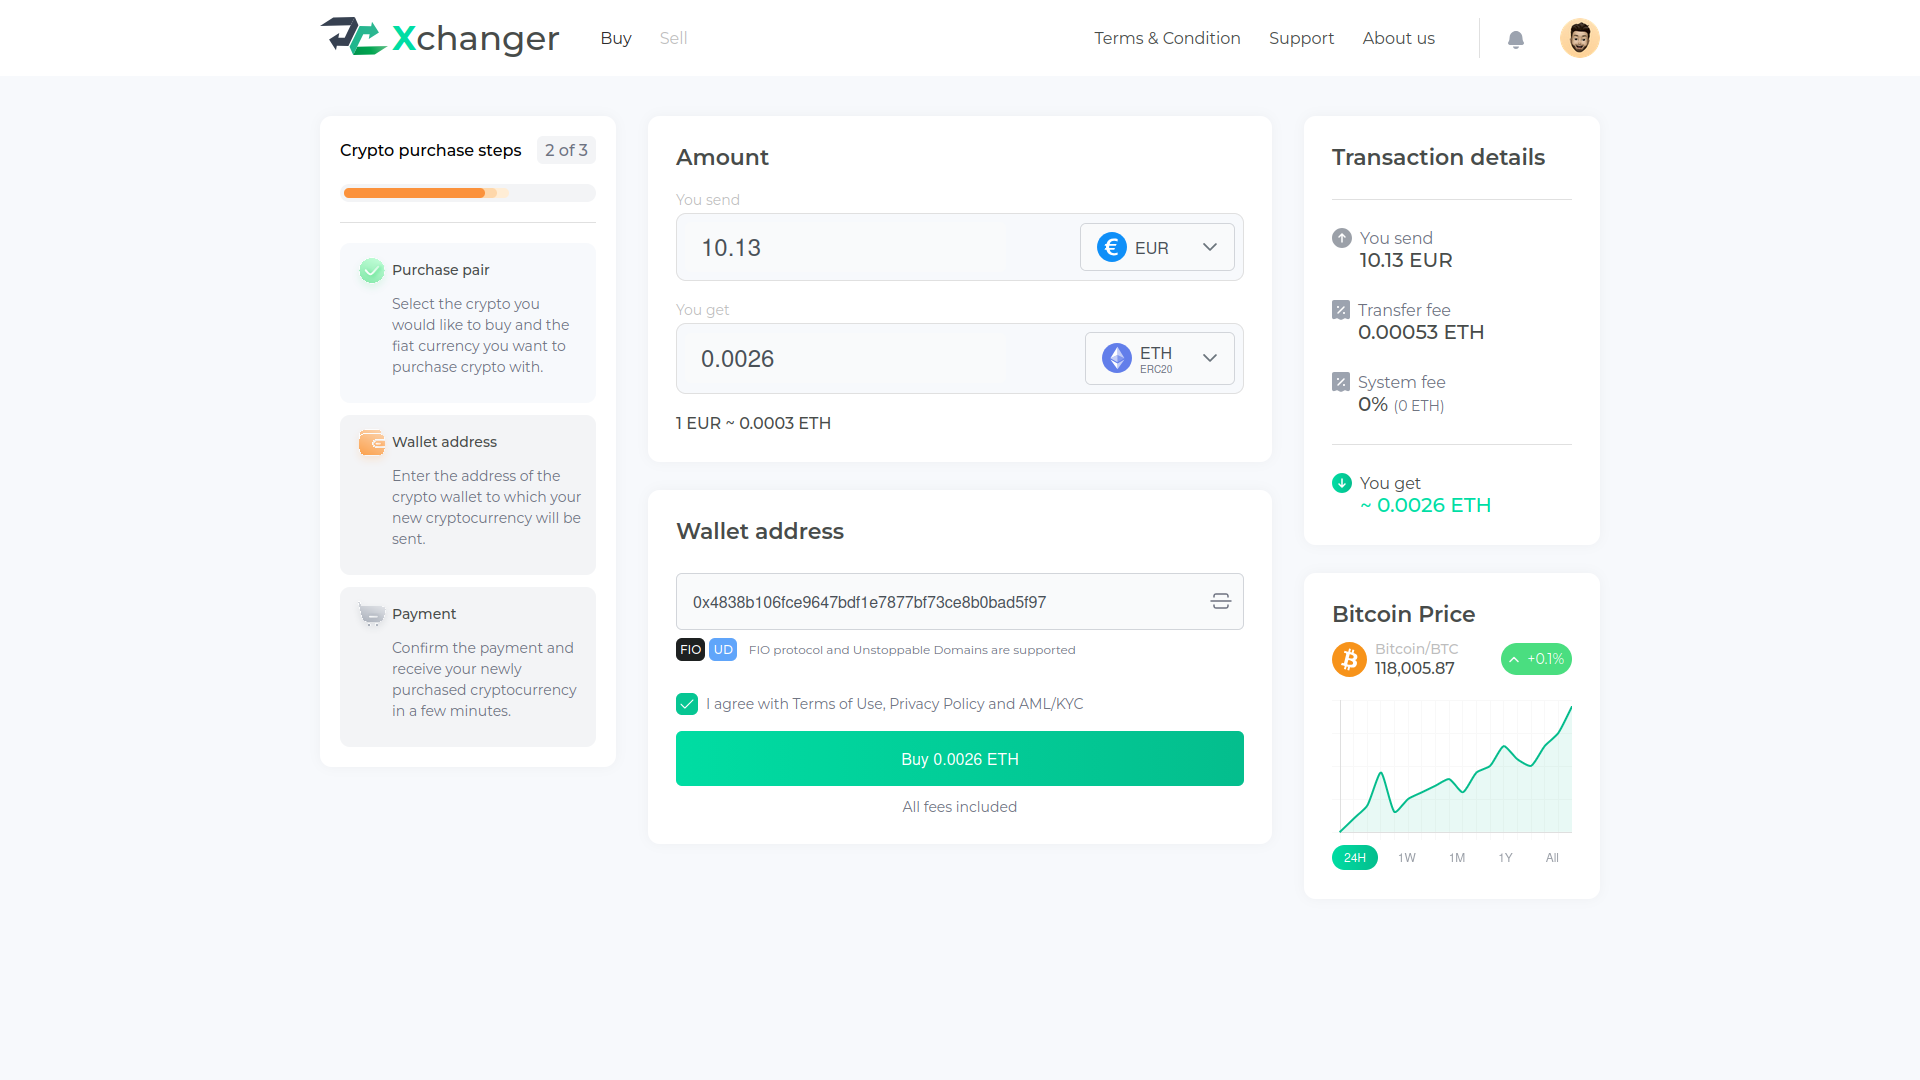 Xchanger
Buy
Sell
Terms & Condition
Support
About us
Crypto purchase steps
2 of 3
Purchase pair
Select the crypto you
would like to buy and the
fiat currency you want to
purchase crypto with.
Wallet address
Enter the address of the
crypto wallet to which your
new cryptocurrency will be
sent.
Payment
Confirm the payment and
receive your newly
purchased cryptocurrency
in a few minutes.
Amount
You send
10.13
EUR
You get
0.0026
ETH
ERC20
1 EUR ~ 0.0003 ETH
Wallet address
0x4838b106fce9647bdf1e7877bf73ce8b0bad5f97
FIO
UD
FIO protocol and Unstoppable Domains are supported
I agree with Terms of Use, Privacy Policy and AML/KYC
Buy 0.0026 ETH
All fees included
Transaction details
You send
10.13 EUR
Transfer fee
0.00053 ETH
System fee
0% (0 ETH)
You get
~ 0.0026 ETH
Bitcoin Price
Bitcoin/BTC
118,005.87
+0.1%
24H
1W
1M
1Y
All